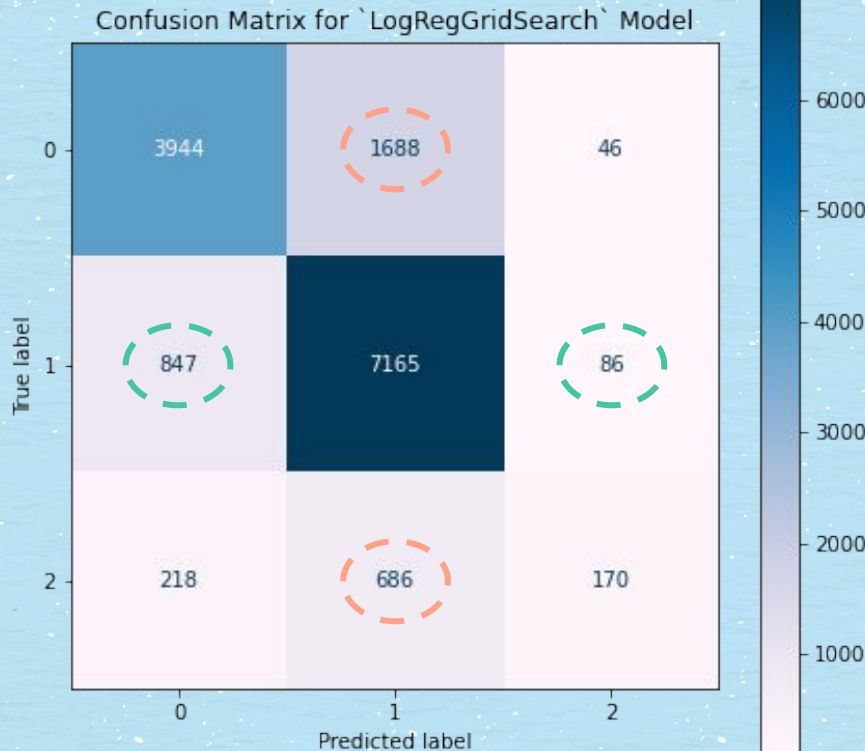 Confusion Matrix for `LogRegGridSearch` Model
6000
0
3944 1688 46
5000
4000
True label
1
847 7165 86
3000
2000
2
218 686 170
1000
0 1 2
Predicted label